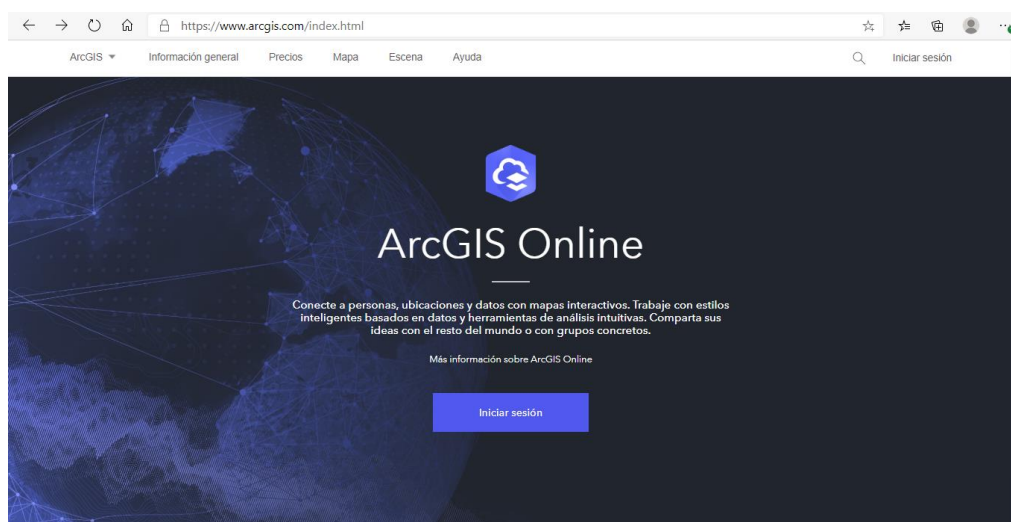 https://www.arcgis.com/index.html
ArcGIS Información general Precios Mapa Escena Ayuda Iniciar sesión
ArcGIS Online
Conecte a personas, ubicaciones y datos con mapas interactivos. Trabaje con estilos
inteligentes basados en datos y herramientas de análisis intuitivas. Comparta sus
ideas con el resto del mundo o con grupos concretos.
Más información sobre ArcGIS Online
Iniciar sesión